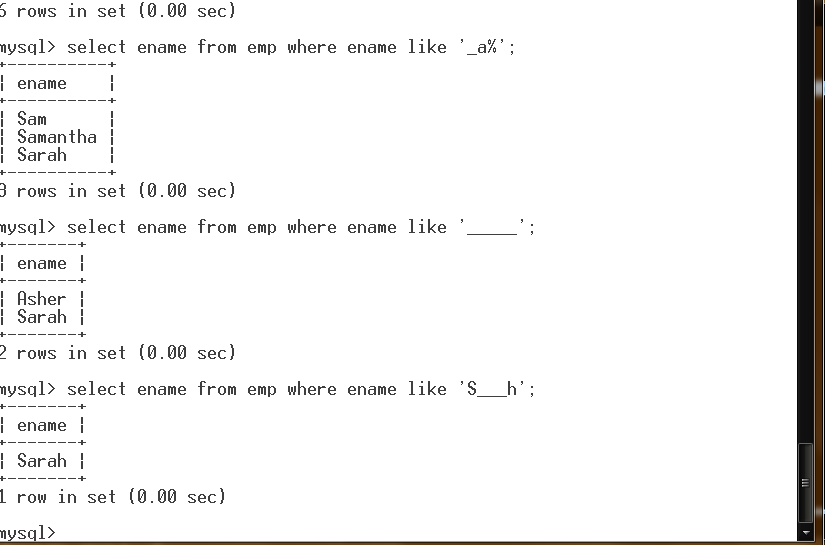 6 rows in set (0.00 sec)
mysql> select ename from emp where ename like '_a%';
+----------+
| ename    |
+----------+
| Sam      |
| Samantha |
| Sarah    |
+----------+
3 rows in set (0.00 sec)
mysql> select ename from emp where ename like '_____';
+-------+
| ename |
+-------+
| Asher |
| Sarah |
+-------+
2 rows in set (0.00 sec)
mysql> select ename from emp where ename like 'S___h';
+-------+
| ename |
+-------+
| Sarah |
+-------+
1 row in set (0.00 sec)
mysql>